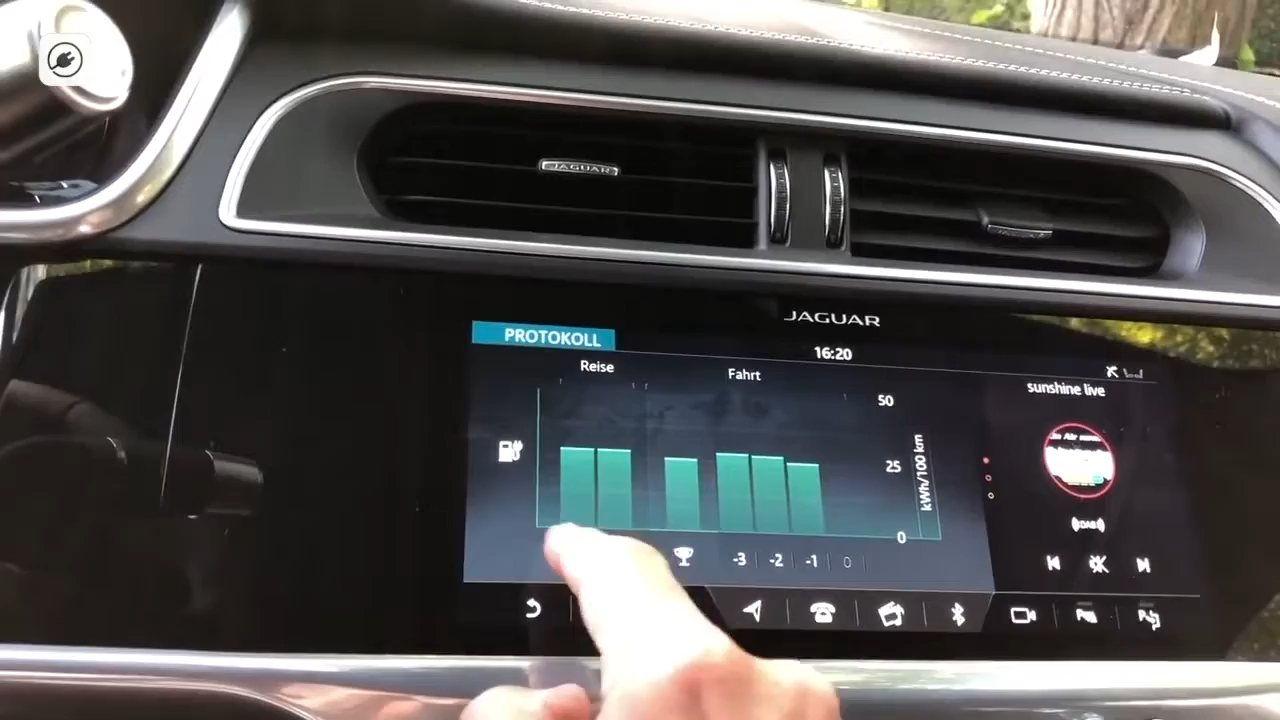 JAGUAR
JAGUAR
PROTOKOLL
16:20
Reise
Fahrt
sunshine live
50
25
0
kWh/100 km
DAB
-3
-2
-1
0